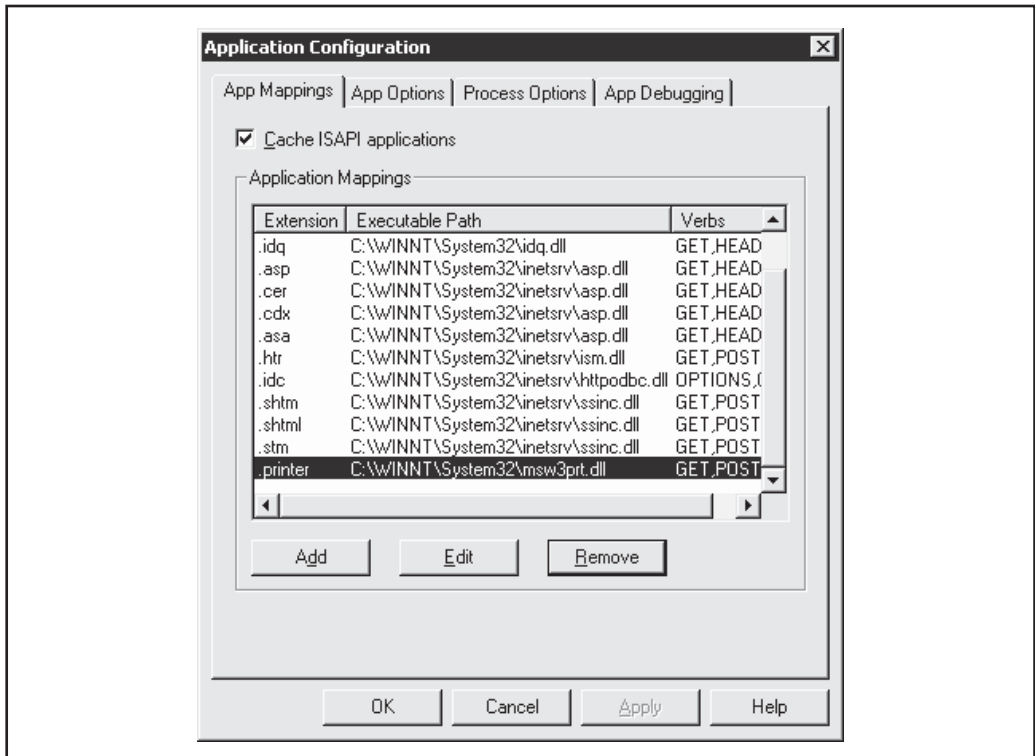 Application Configuration
App Mappings App Options Process Options App Debugging
Cache ISAPI applications
Application Mappings
Extension Executable Path Verbs
.idq C:\WINNT\System32\idq.dll GET,HEAD
.asp C:\WINNT\System32\inetsrv\asp.dll GET,HEAD
.cer C:\WINNT\System32\inetsrv\asp.dll GET,HEAD
.cdx C:\WINNT\System32\inetsrv\asp.dll GET,HEAD
.asa C:\WINNT\System32\inetsrv\asp.dll GET,HEAD
.htr C:\WINNT\System32\inetsrv\ism.dll GET,POST
.idc C:\WINNT\System32\inetsrv\httpodbc.dll OPTIONS,
.shtm C:\WINNT\System32\inetsrv\ssinc.dll GET,POST
.shtml C:\WINNT\System32\inetsrv\ssinc.dll GET,POST
.stm C:\WINNT\System32\inetsrv\ssinc.dll GET,POST
.printer C:\WINNT\System32\msw3prt.dll GET,POST
Add Edit Remove
OK Cancel Apply Help